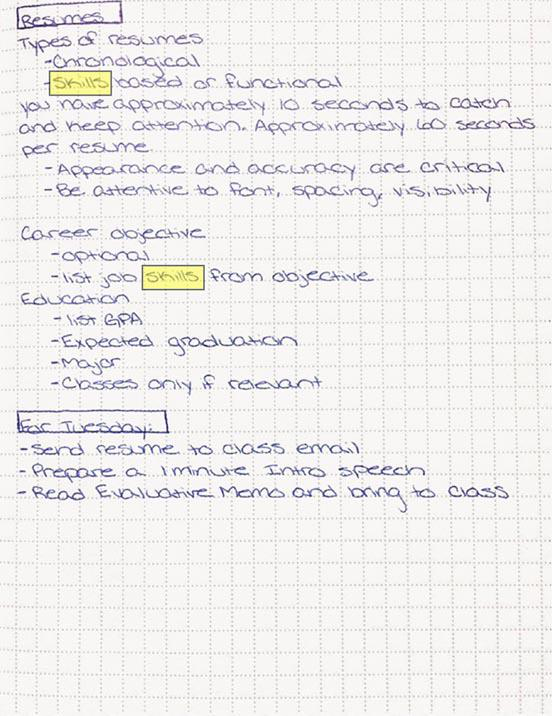 Resumes
Types of resumes
-Chronological
-Skills based or functional
you have approximately 10 seconds to catch
and keep attention. Approximately 60 seconds
per resume
-Appearance and accuracy are critical
-Be attentive to font, spacing, visibility
Career objective
-optional
-list job skills from objective
Education
-list GPA
-Expected graduation
-Major
-Classes only if relevant
For Tuesday:
-Send resume to class email
-Prepare a 1 minute Intro speech
-Read Evaluative Memo and bring to class